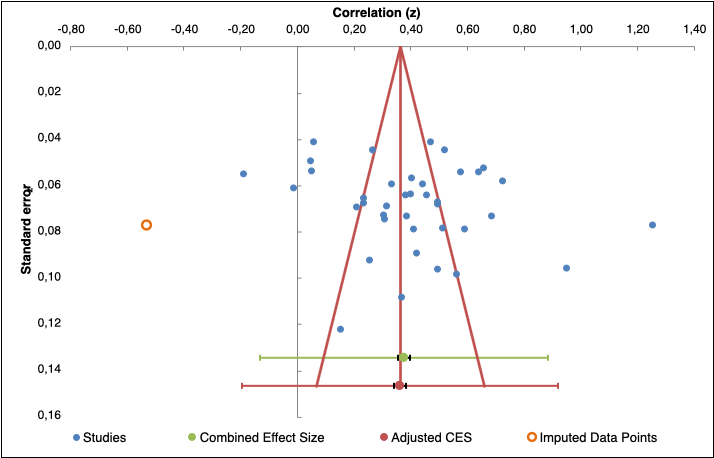 Correlation (z)
-0,80 -0,60 -0,40 -0,20 0,00 0,20 0,40 0,60 0,80 1,00 1,20 1,40
0,00
0,02
0,04
0,06
0,08
0,10
0,12
0,14
0,16
Standard error
Studies Combined Effect Size Adjusted CES Imputed Data Points